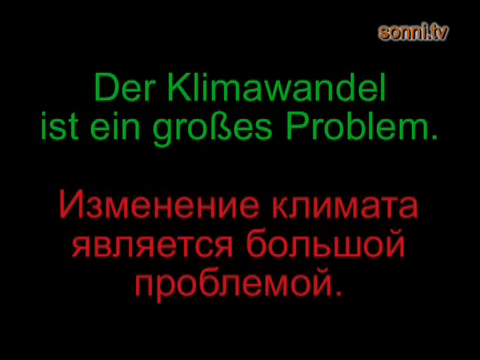 sonni.tv
Der Klimawandel
ist ein großes Problem.
Изменение климата
является большой
проблемой.